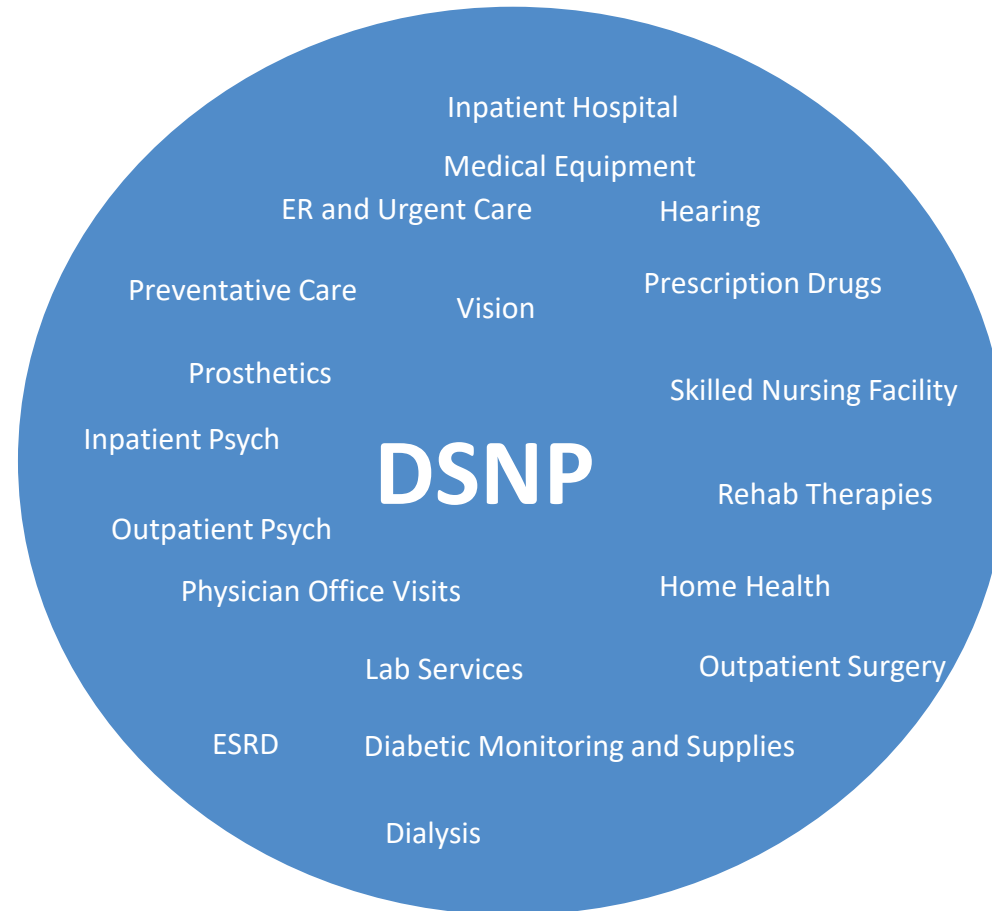 Inpatient Hospital
Medical Equipment
ER and Urgent Care
Hearing
Preventative Care
Vision
Prescription Drugs
Prosthetics
Skilled Nursing Facility
Inpatient Psych
DSNP
Rehab Therapies
Outpatient Psych
Physician Office Visits
Home Health
Lab Services
Outpatient Surgery
ESRD
Diabetic Monitoring and Supplies
Dialysis